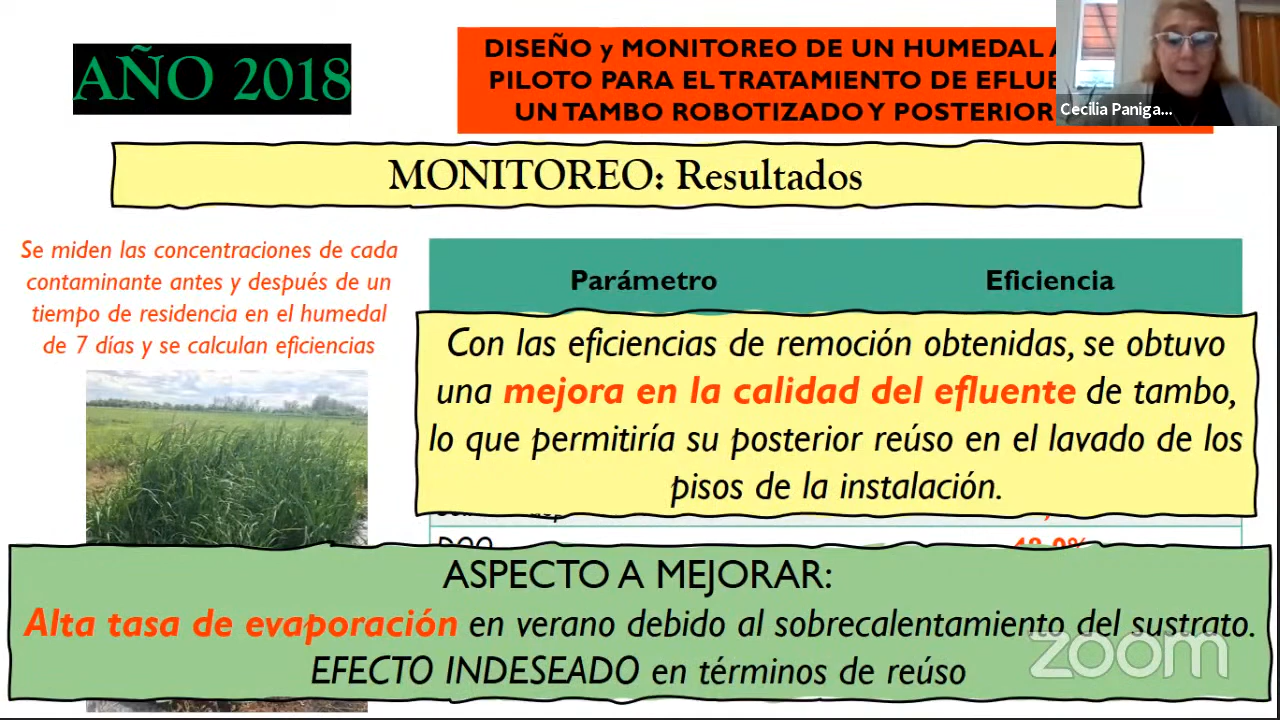 AÑO 2018
DISEÑO y MONITOREO DE UN HUMEDAL
PILOTO PARA EL TRATAMIENTO DE
UN TAMBO ROBOTIZADO Y POSTERIOR
Cecilia Paniga...
MONITOREO: Resultados
Se miden las concentraciones de cada
contaminante antes y después de un
tiempo de residencia en el humedal
de 7 días y se calculan eficiencias
Parámetro Eficiencia
Con las eficiencias de remoción obtenidas, se obtuvo
una mejora en la calidad del efluente de tambo,
lo que permitiría su posterior reúso en el lavado de los
pisos de la instalación.
ASPECTO A MEJORAR:
Alta tasa de evaporación en verano debido al sobrecalentamiento del sustrato.
EFECTO INDESEADO en términos de reúso
zoom